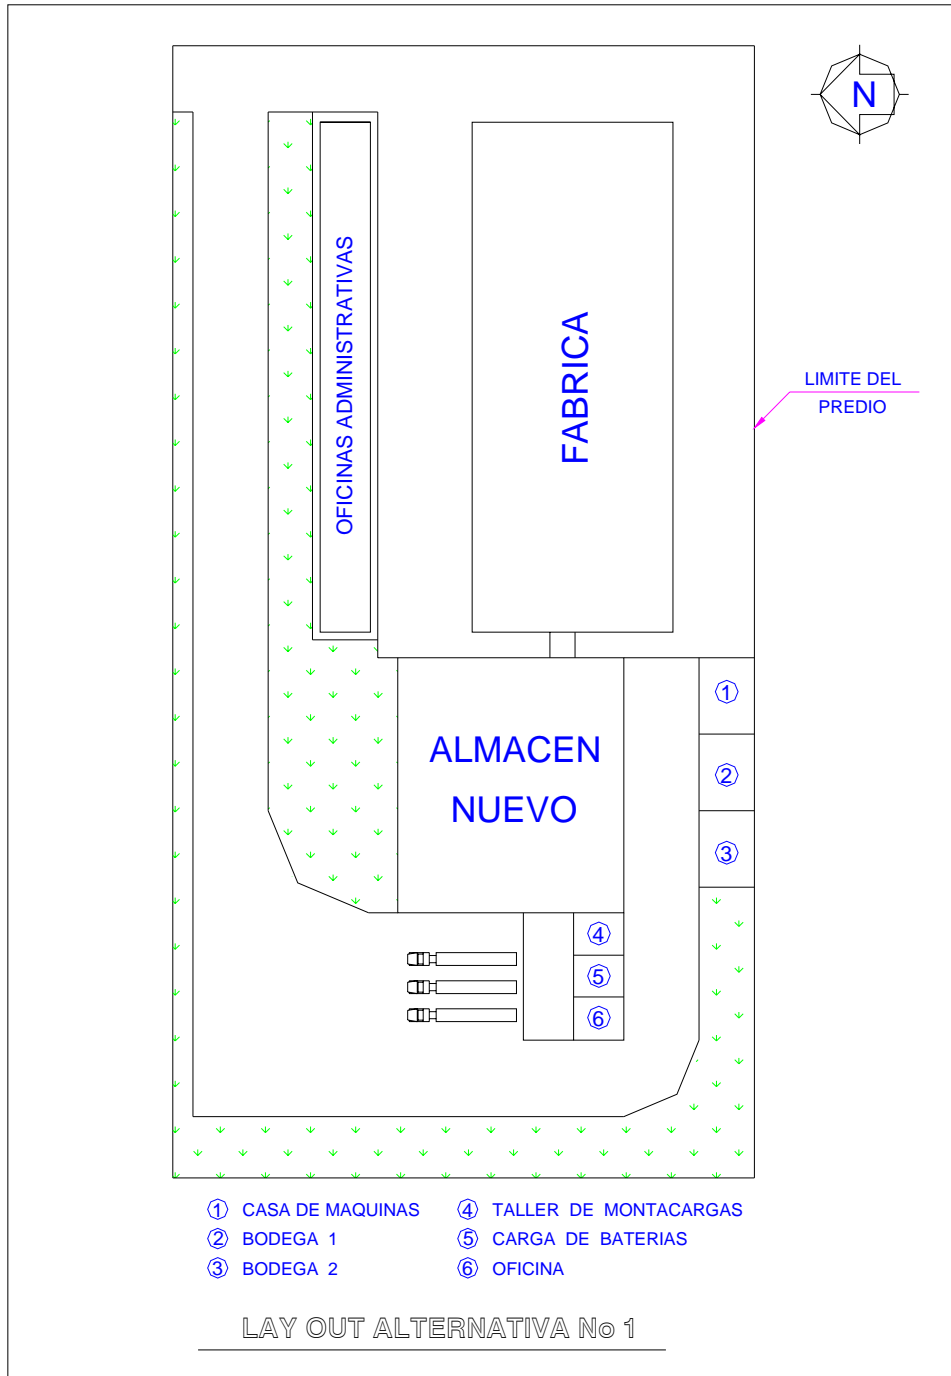 N
OFICINAS ADMINISTRATIVAS
FABRICA
LIMITE DEL
PREDIO
ALMACEN
NUEVO
1
2
3
4
5
6
1 CASA DE MAQUINAS
2 BODEGA 1
3 BODEGA 2
4 TALLER DE MONTACARGAS
5 CARGA DE BATERIAS
6 OFICINA
LAY OUT ALTERNATIVA No 1